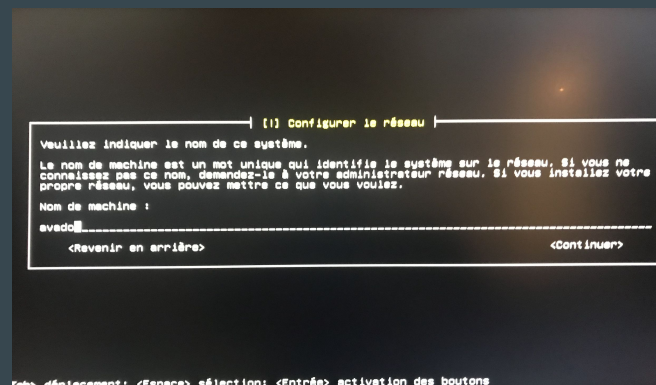 [!] Configurer le réseau
Veuillez indiquer le nom de ce système.
Le nom de machine est un mot unique qui identifie le système sur le réseau. Si vous ne
connaissez pas ce nom, demandez-le à votre administrateur réseau. Si vous installez votre
propre réseau, vous pouvez mettre ce que vous voulez.
Nom de machine :
avado
<Revenir en arrière> <Continuer>
<Tab> déplacement; <Espace> sélection; <Entrée> activation des boutons